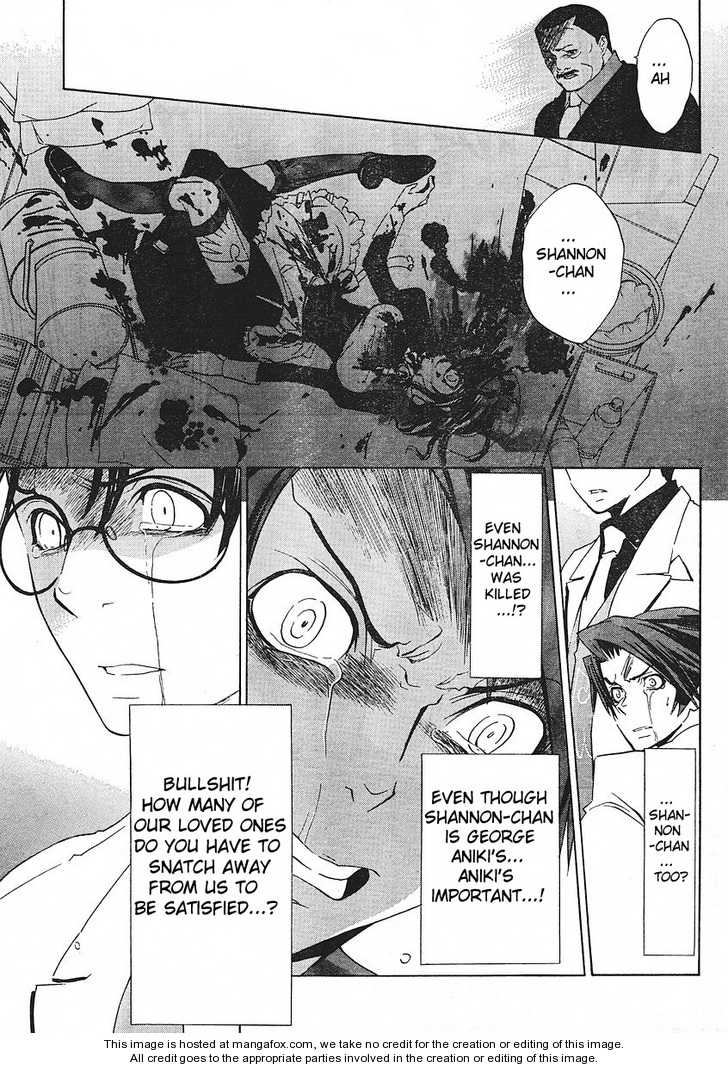 ...
AH
...
SHANNON
-CHAN
...
...
SHAN-
NON
-CHAN
...
TOO?
EVEN
SHANNON
-CHAN...
WAS
KILLED
...!?
EVEN THOUGH
SHANNON-CHAN
IS GEORGE
ANIKI'S...
ANIKI'S
IMPORTANT...!
BULLSHIT!
HOW MANY OF
OUR LOVED ONES
DO YOU HAVE TO
SNATCH AWAY
FROM US TO
BE SATISFIED...?
This image is hosted at mangafox.com, we take no credit for the creation or editing of this image.
All credit goes to the appropriate parties involved in the creation or editing of this image.